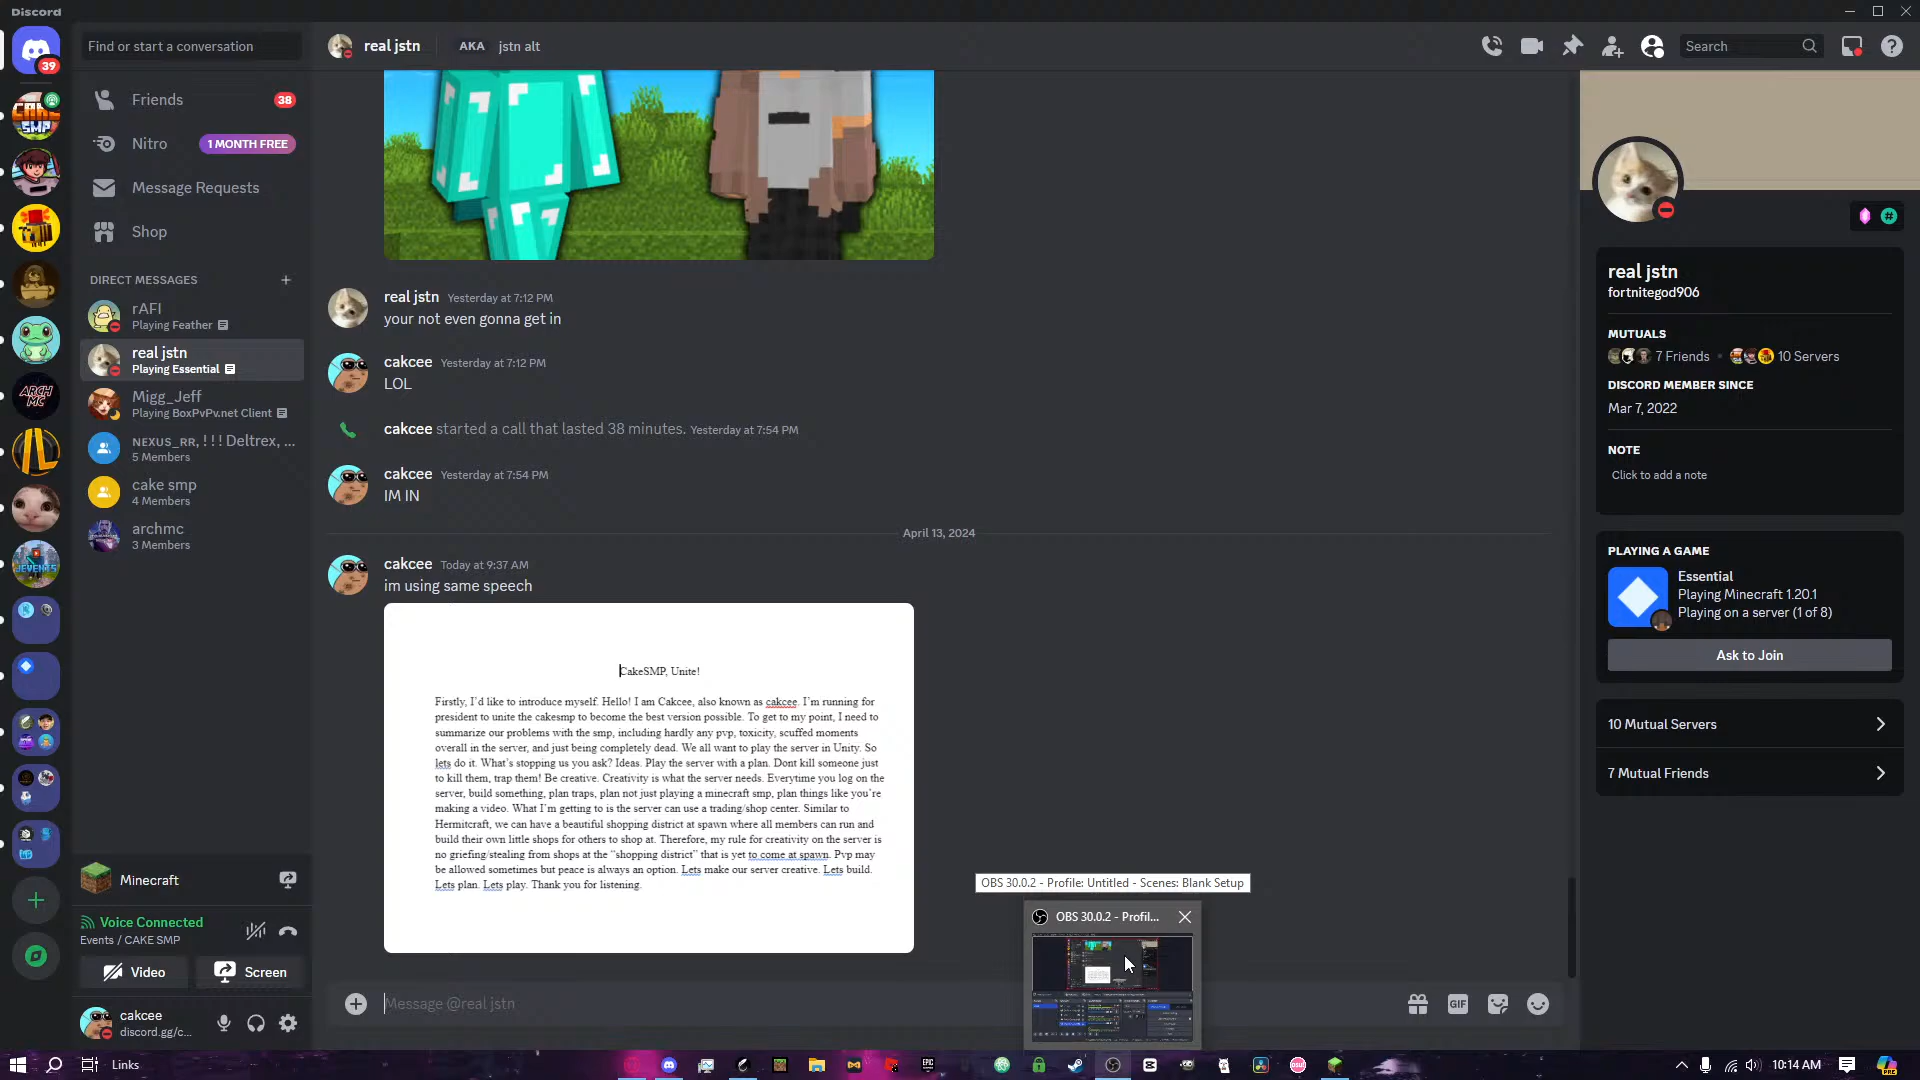 Discord
39
Find or start a conversation
Friends
38
Nitro
1 MONTH FREE
Message Requests
Shop
DIRECT MESSAGES
rAFI
Playing Feather
real jstn
Playing Essential
Migg_Jeff
Playing BoxPvPv.net Client
NEXUS_RR, ! ! ! Deltrex, ...
5 Members
cake smp
4 Members
archmc
3 Members
Minecraft
Voice Connected
Events / CAKE SMP
Video
Screen
cakcee
discord.gg/c...
real jstn
AKA
jstn alt
Search
real jstn Yesterday at 7:12 PM
your not even gonna get in
cakcee Yesterday at 7:12 PM
LOL
cakcee started a call that lasted 38 minutes. Yesterday at 7:54 PM
cakcee Yesterday at 7:54 PM
IM IN
April 13, 2024
cakcee Today at 9:37 AM
im using same speech
CakeSMP, Unite!
Firstly, I'd like to introduce myself. Hello! I am Cakcee, also known as cakcee. I'm running for
president to unite the cakesmp to become the best version possible. To get to my point, I need to
summarize our problems with the smp, including hardly any pvp, toxicity, scuffed moments
overall in the server, and just being completely dead. We all want to play the server in Unity. So
lets do it. What's stopping us you ask? Ideas. Play the server with a plan. Dont kill someone just
to kill them, trap them! Be creative. Creativity is what the server needs. Everytime you log on the
server, build something, plan traps, plan not just playing a minecraft smp, plan things like you're
making a video. What I'm getting to is the server can use a trading/shop center. Similar to
Hermitcraft, we can have a beautiful shopping district at spawn where all members can run and
build their own little shops for others to shop at. Therefore, my rule for creativity on the server is
no griefing/stealing from shops at the “shopping district” that is yet to come at spawn. Pvp may
be allowed sometimes but peace is always an option. Lets make our server creative. Lets build.
Lets plan. Lets play. Thank you for listening.
OBS 30.0.2 - Profile: Untitled - Scenes: Blank Setup
OBS 30.0.2 - Profil...
Message @real jstn
GIF
real jstn
fortnitegod906
MUTUALS
7 Friends • 10 Servers
DISCORD MEMBER SINCE
Mar 7, 2022
NOTE
Click to add a note
PLAYING A GAME
Essential
Playing Minecraft 1.20.1
Playing on a server (1 of 8)
Ask to Join
10 Mutual Servers
7 Mutual Friends
Links
10:14 AM